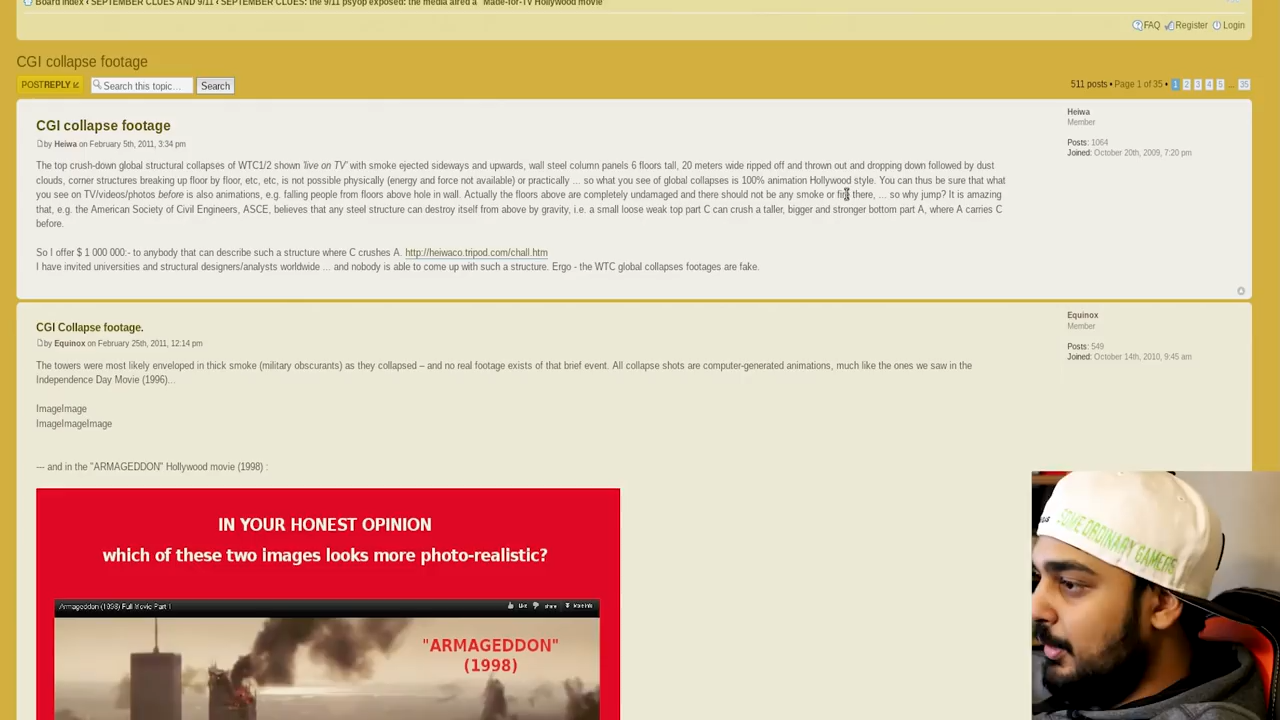 Board index ‹ SEPTEMBER CLUES AND 9/11 ‹ SEPTEMBER CLUES: the 9/11 psyop exposed: the media aired a "Made-for-TV Hollywood movie"
FAQ Register Login
CGI collapse footage
POSTREPLY Search this topic... Search
511 posts • Page 1 of 35 • 1 2 3 4 5 ... 35
CGI collapse footage
by Heiwa on February 5th, 2011, 3:34 pm
The top crush-down global structural collapses of WTC1/2 shown 'live on TV' with smoke ejected sideways and upwards, wall steel column panels 6 floors tall, 20 meters wide ripped off and thrown out and dropping down followed by dust
clouds, corner structures breaking up floor by floor, etc, etc, is not possible physically (energy and force not available) or practically ... so what you see of global collapses is 100% animation Hollywood style. You can thus be sure that what
you see on TV/videos/photos before is also animations, e.g. falling people from floors above hole in wall. Actually the floors above are completely undamaged and there should not be any smoke or fire there, ... so why jump? It is amazing
that, e.g. the American Society of Civil Engineers, ASCE, believes that any steel structure can destroy itself from above by gravity, i.e. a small loose weak top part C can crush a taller, bigger and stronger bottom part A, where A carries C
before.
So I offer $ 1 000 000:- to anybody that can describe such a structure where C crushes A. http://heiwaco.tripod.com/chall.htm
I have invited universities and structural designers/analysts worldwide ... and nobody is able to come up with such a structure. Ergo - the WTC global collapses footages are fake.
Heiwa
Member
Posts: 1064
Joined: October 20th, 2009, 7:20 pm
CGI Collapse footage.
by Equinox on February 25th, 2011, 12:14 pm
The towers were most likely enveloped in thick smoke (military obscurants) as they collapsed – and no real footage exists of that brief event. All collapse shots are computer-generated animations, much like the ones we saw in the
Independence Day Movie (1996)...
ImageImage
ImageImageImage
--- and in the "ARMAGEDDON" Hollywood movie (1998) :
Equinox
Member
Posts: 549
Joined: October 14th, 2010, 9:45 am
IN YOUR HONEST OPINION
which of these two images looks more photo-realistic?
Armageddon (1998) Full Movie Part 1
Like share More info
"ARMAGEDDON"
(1998)
SOME ORDINARY GAMERS